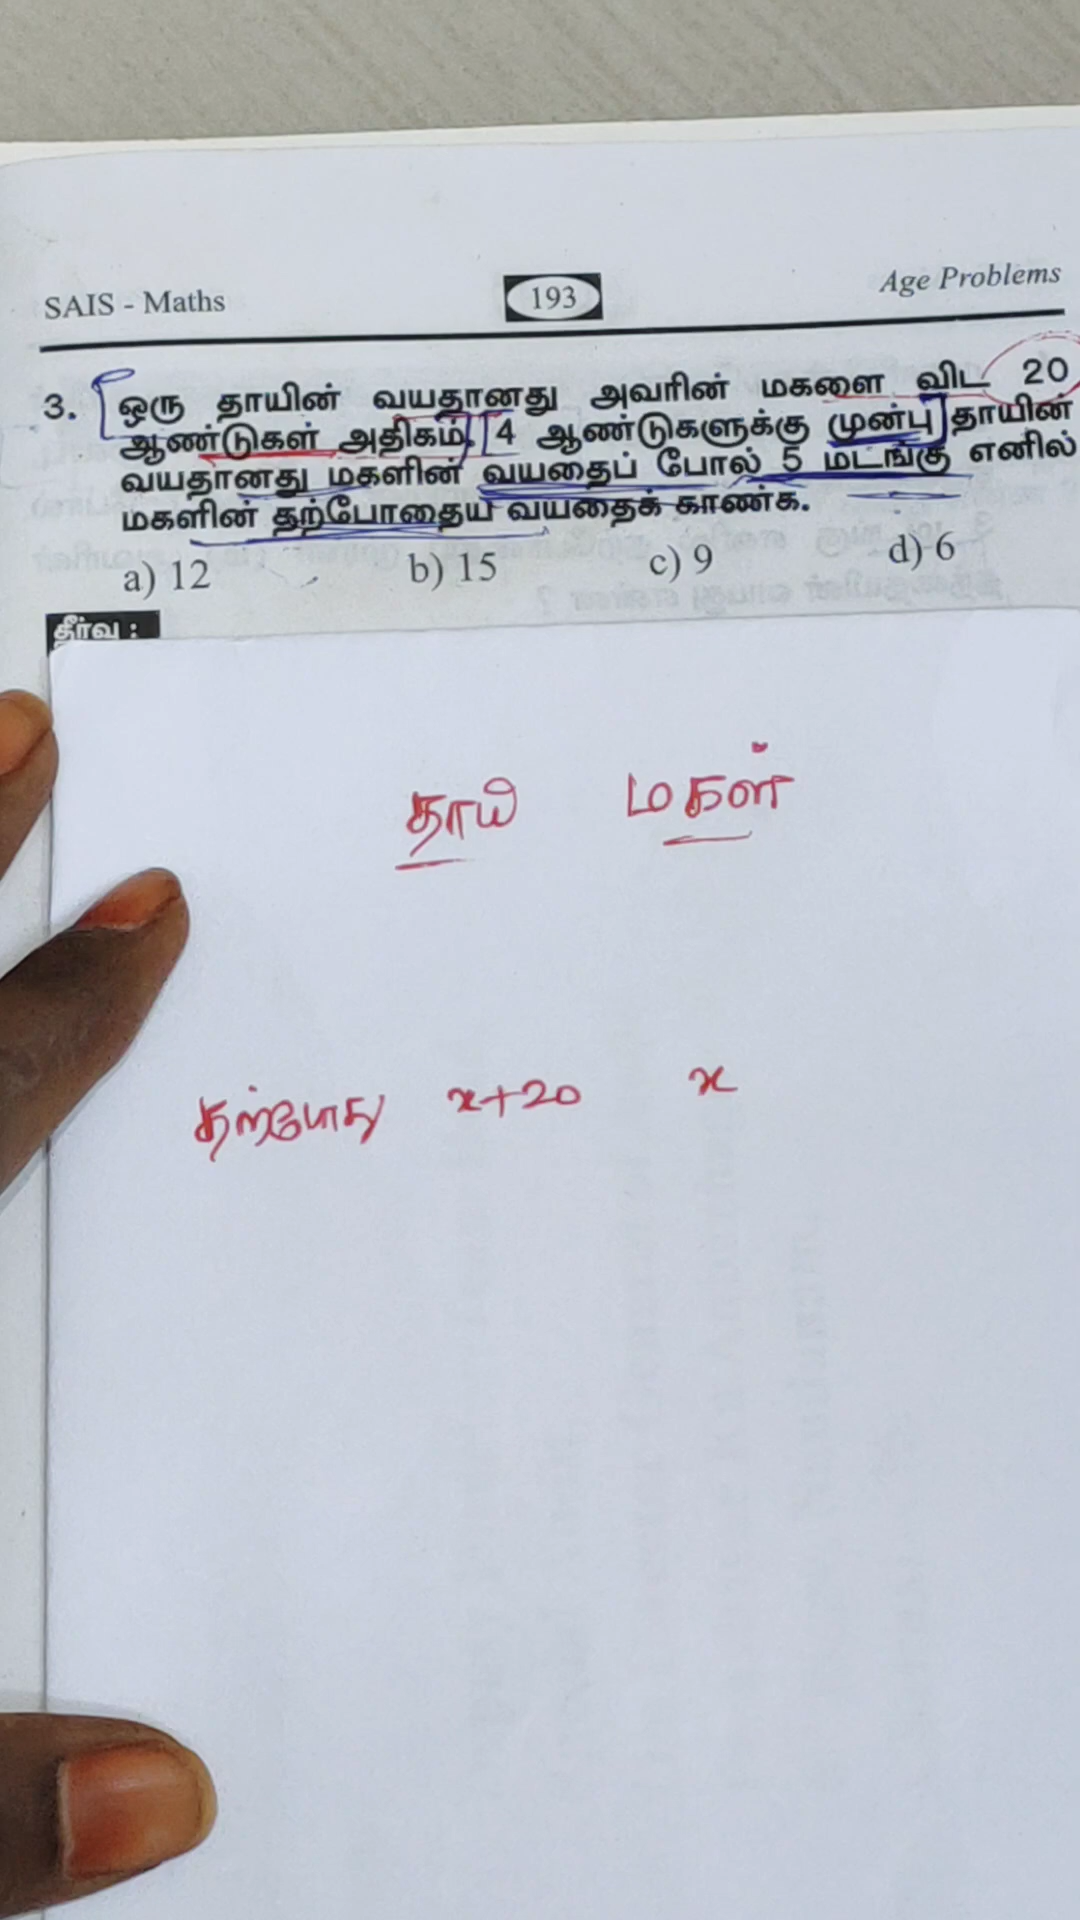 SAIS - Maths 193 Age Problems
3. ஒரு தாயின் வயதானது அவரின் மகளை விட 20
ஆண்டுகள் அதிகம். 4 ஆண்டுகளுக்கு முன்பு தாயின்
வயதானது மகளின் வயதைப் போல் 5 மடங்கு எனில்
மகளின் தற்போதைய வயதைக் காண்க.
a) 12 b) 15 c) 9 d) 6
தீர்வு :
தாய் மகள்
தற்போது x+20 x